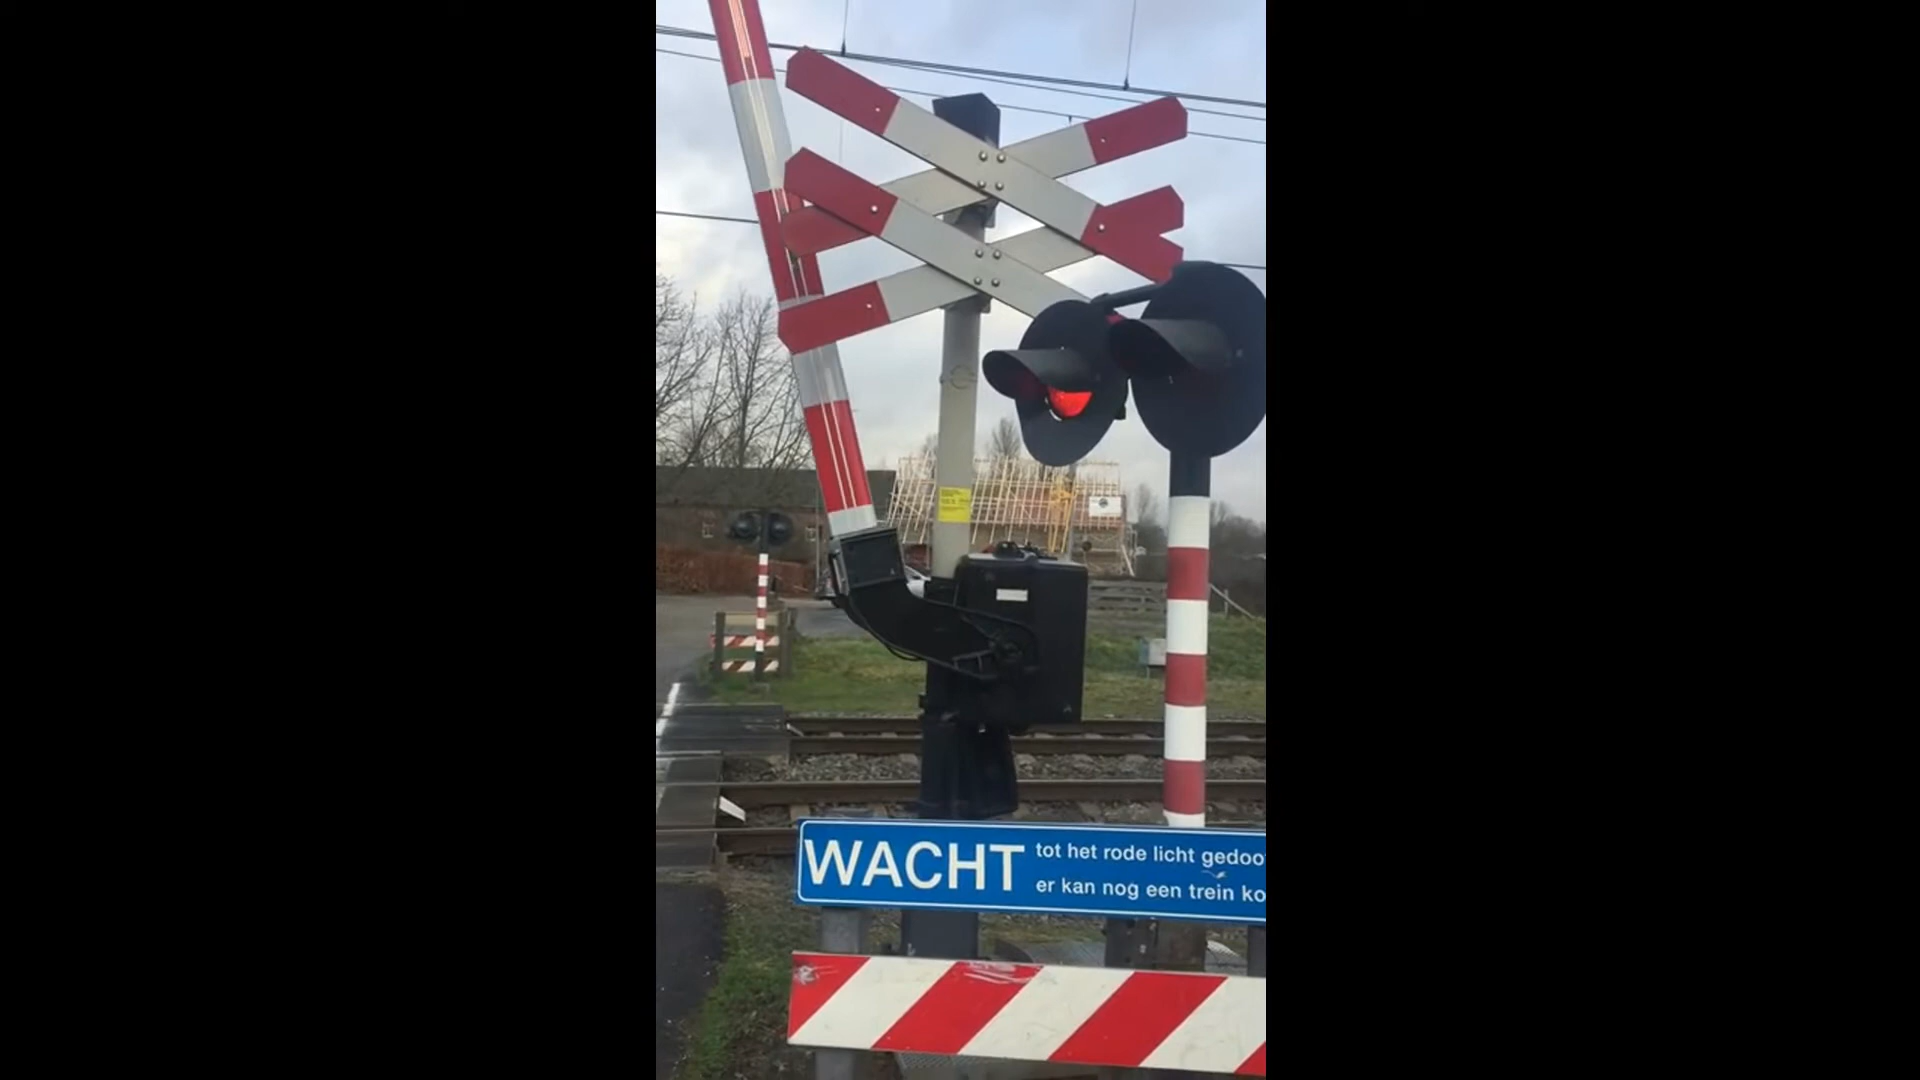 WACHT
tot het rode licht gedoo
er kan nog een trein ko